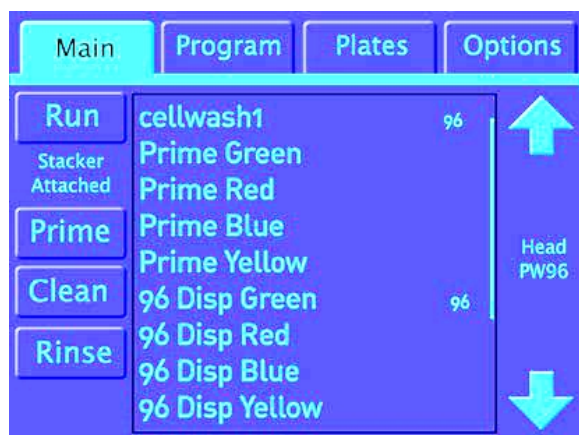 Main Program Plates Options
Run
Stacker
Attached
Prime
Clean
Rinse
cellwash1 96
Prime Green
Prime Red
Prime Blue
Prime Yellow
96 Disp Green 96
96 Disp Red
96 Disp Blue
96 Disp Yellow
Head
PW96